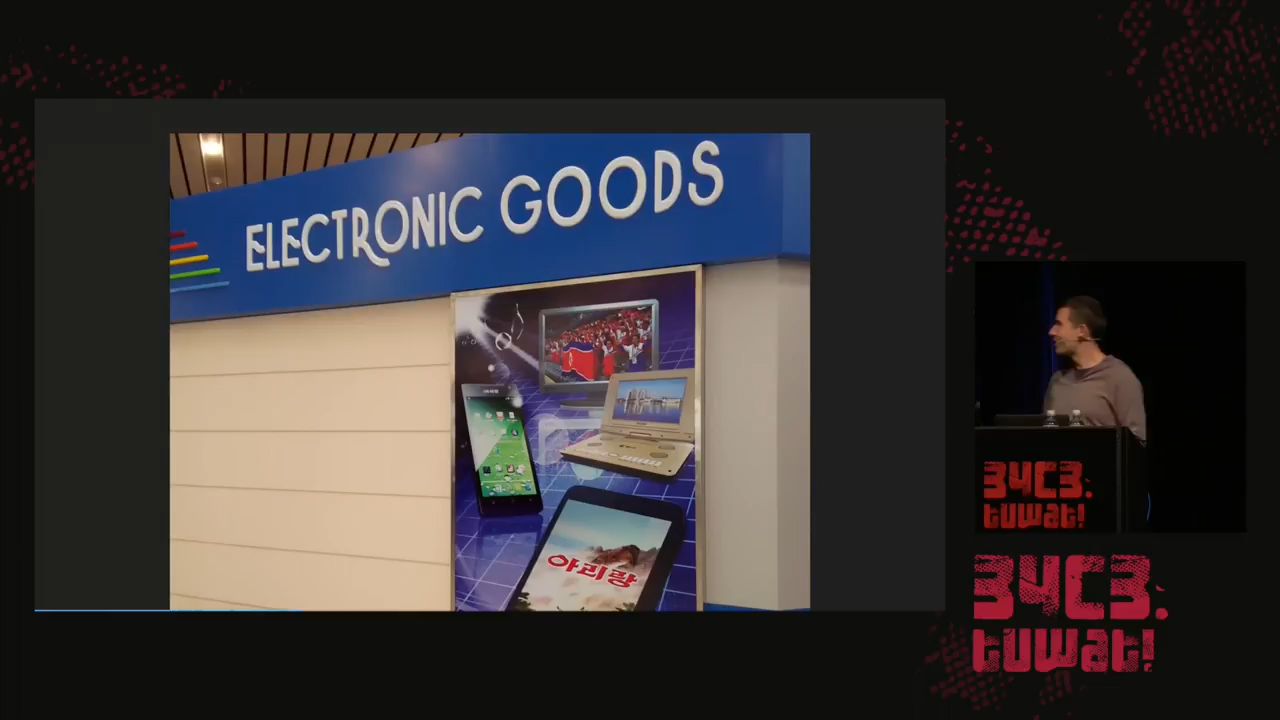 ELECTRONIC GOODS
아리랑
34C3.
tuwat!
34C3.
tuwat!